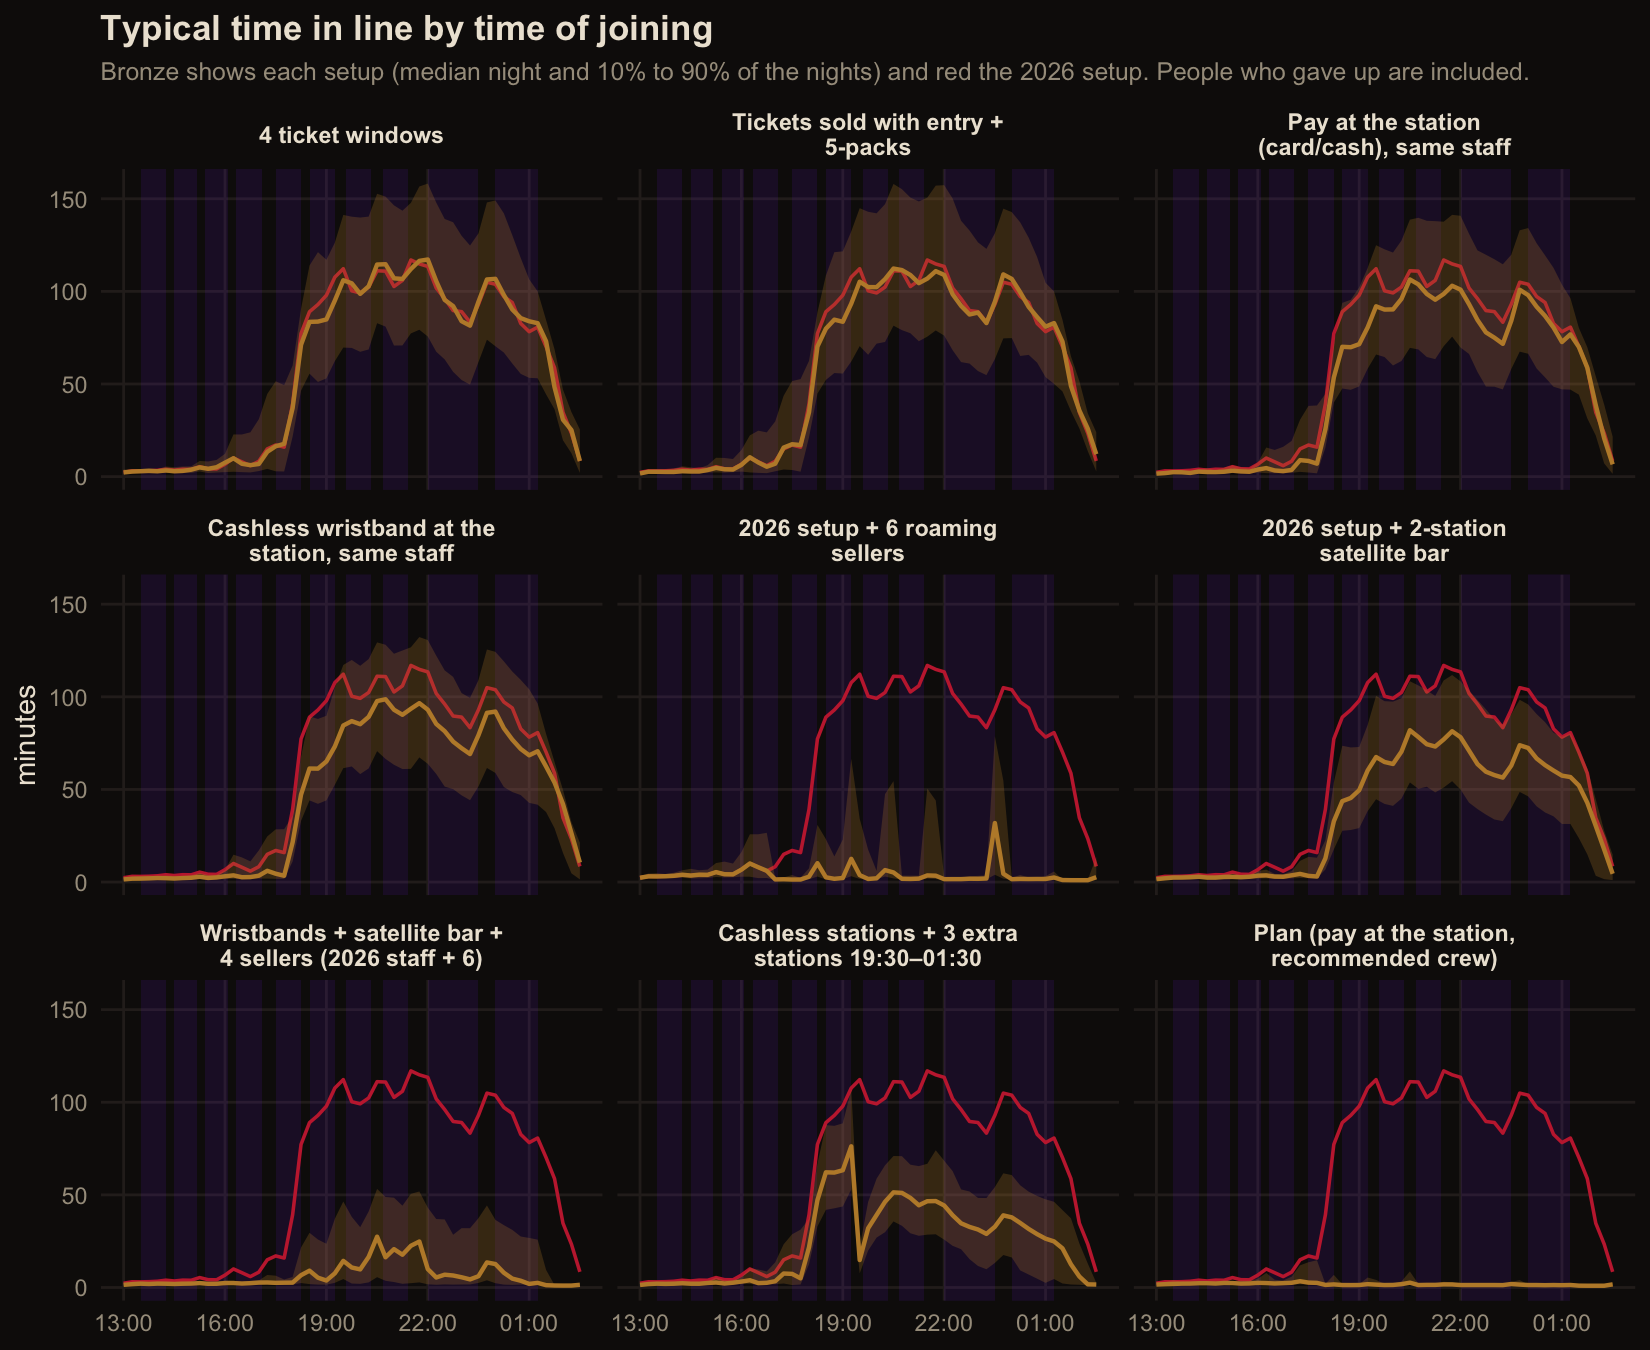 Typical time in line by time of joining
Bronze shows each setup (median night and 10% to 90% of the nights) and red the 2026 setup. People who gave up are included.
4 ticket windows
Tickets sold with entry +
5-packs
Pay at the station
(card/cash), same staff
150
100
50
0
Cashless wristband at the
station, same staff
2026 setup + 6 roaming
sellers
2026 setup + 2-station
satellite bar
150
100
50
0
minutes
Wristbands + satellite bar +
4 sellers (2026 staff + 6)
Cashless stations + 3 extra
stations 19:30–01:30
Plan (pay at the station,
recommended crew)
150
100
50
0
13:00 16:00 19:00 22:00 01:00
13:00 16:00 19:00 22:00 01:00
13:00 16:00 19:00 22:00 01:00